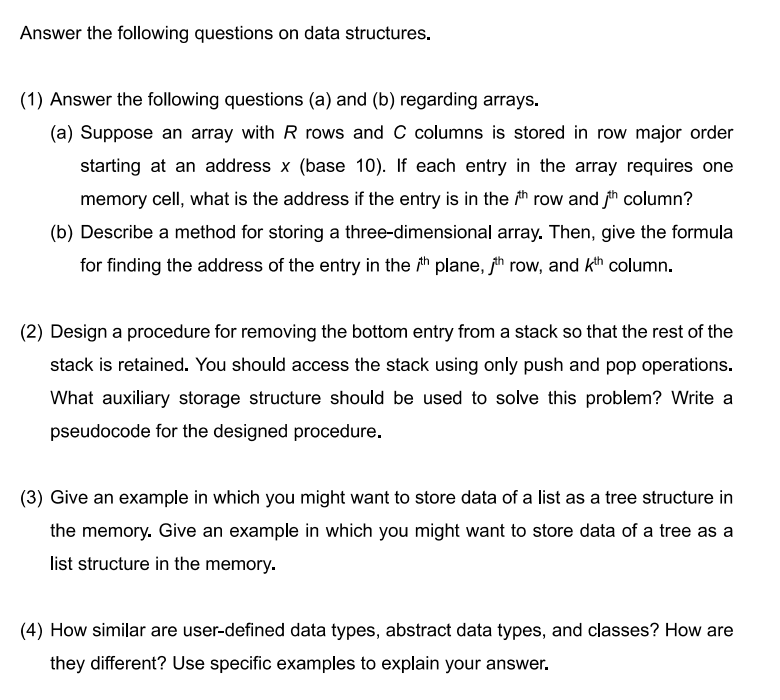 Answer the following questions on data structures.
(1) Answer the following questions (a) and (b) regarding arrays.
(a) Suppose an array with R rows and C columns is stored in row major order
starting at an address x (base 10). If each entry in the array requires one
memory cell, what is the address if the entry is in the ith row and jth column?
(b) Describe a method for storing a three-dimensional array. Then, give the formula
for finding the address of the entry in the ith plane, jth row, and kth column.
(2) Design a procedure for removing the bottom entry from a stack so that the rest of the
stack is retained. You should access the stack using only push and pop operations.
What auxiliary storage structure should be used to solve this problem? Write a
pseudocode for the designed procedure.
(3) Give an example in which you might want to store data of a list as a tree structure in
the memory. Give an example in which you might want to store data of a tree as a
list structure in the memory.
(4) How similar are user-defined data types, abstract data types, and classes? How are
they different? Use specific examples to explain your answer.